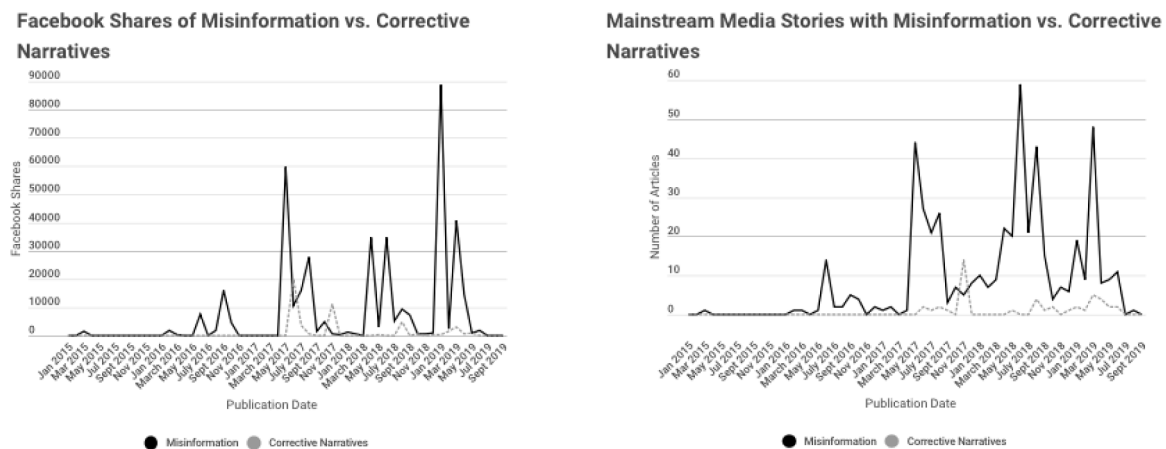 Facebook Shares of Misinformation vs. Corrective
Narratives
90000
80000
70000
60000
50000
40000
30000
20000
10000
0
Facebook Shares
Jan 2015
Mar 2015
May 2015
Jul 2015
Sept 2015
Nov 2015
Jan 2016
March 2016
May 2016
July 2016
Sept 2016
Nov 2016
Jan 2017
March 2017
May 2017
July 2017
Sept 2017
Nov 2017
Jan 2018
March 2018
May 2018
July 2018
Sept 2018
Nov 2018
Jan 2019
March 2019
May 2019
Jul 2019
Sept 2019
Publication Date
Misinformation
Corrective Narratives
Mainstream Media Stories with Misinformation vs. Corrective
Narratives
60
50
40
30
20
10
0
Number of Articles
Jan 2015
Mar 2015
May 2015
Jul 2015
Sept 2015
Nov 2015
Jan 2016
March 2016
May 2016
July 2016
Sept 2016
Nov 2016
Jan 2017
March 2017
May 2017
July 2017
Sept 2017
Nov 2017
Jan 2018
March 2018
May 2018
July 2018
Sept 2018
Nov 2018
Jan 2019
Mar 2019
May 2019
Jul 2019
Sept 2019
Publication Date
Misinformation
Corrective Narratives